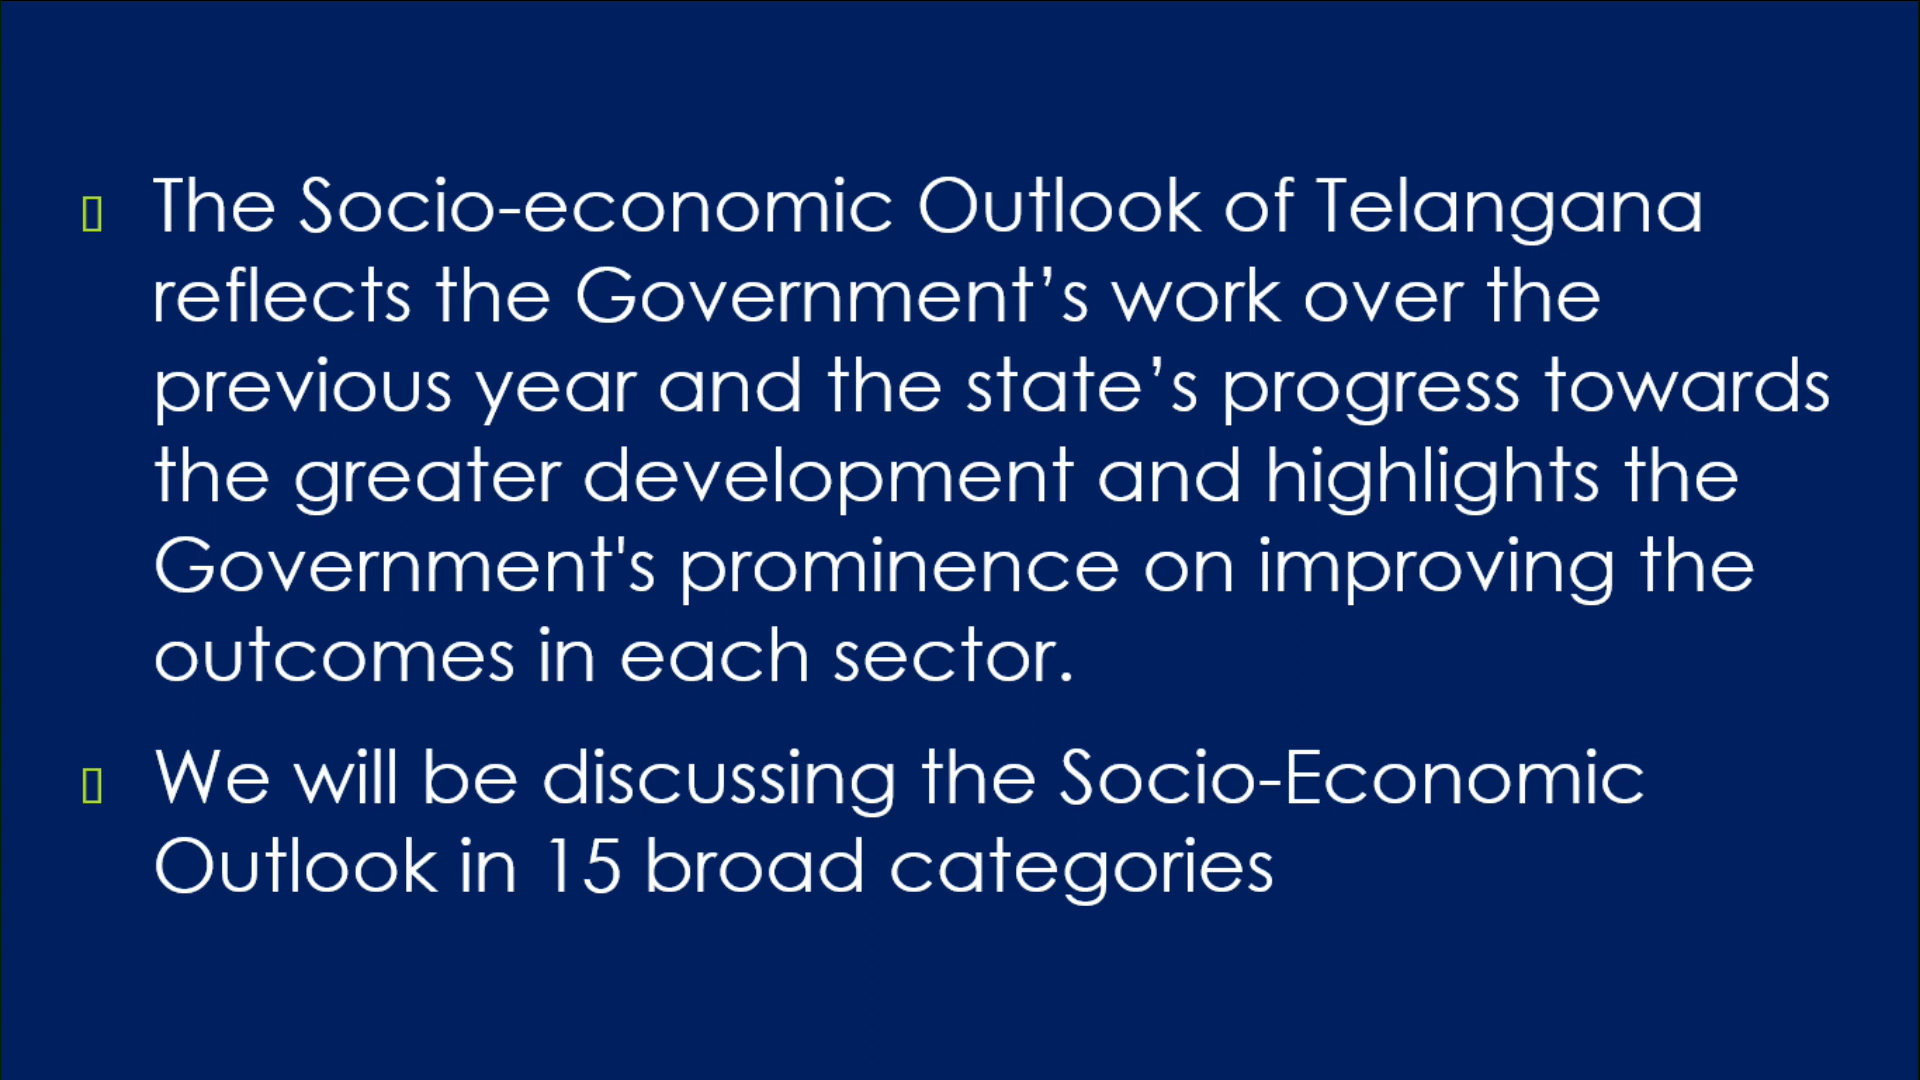 The Socio-economic Outlook of Telangana
reflects the Government’s work over the
previous year and the state’s progress towards
the greater development and highlights the
Government's prominence on improving the
outcomes in each sector.
We will be discussing the Socio-Economic
Outlook in 15 broad categories